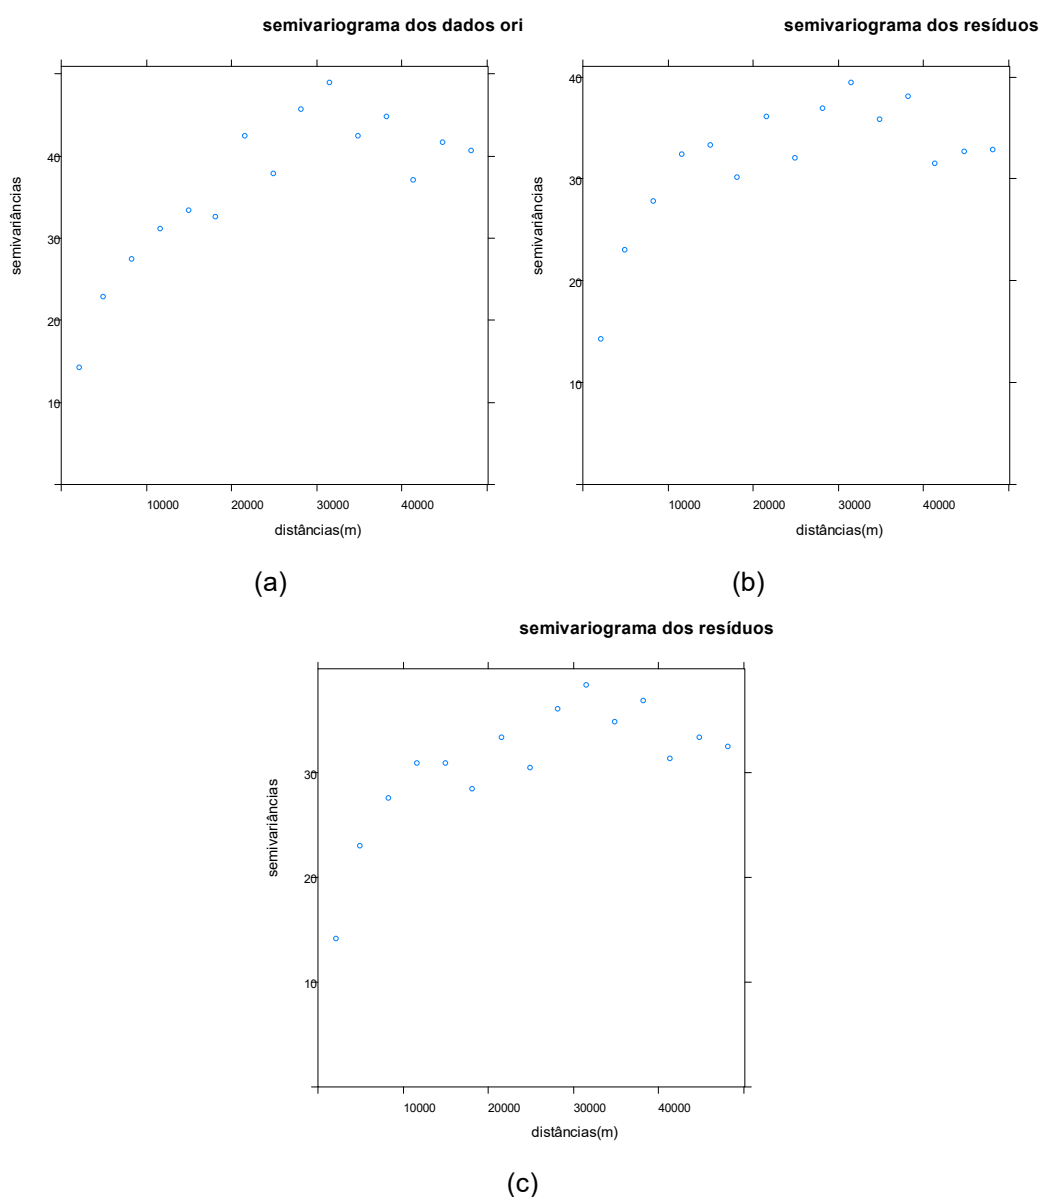 semivariograma dos dados ori
semivariâncias
40
30
20
10
10000 20000 30000 40000
distâncias(m)
(a)
semivariograma dos resíduos
semivariâncias
40
30
20
10
10000 20000 30000 40000
distâncias(m)
(b)
semivariograma dos resíduos
semivariâncias
30
20
10
10000 20000 30000 40000
distâncias(m)
(c)